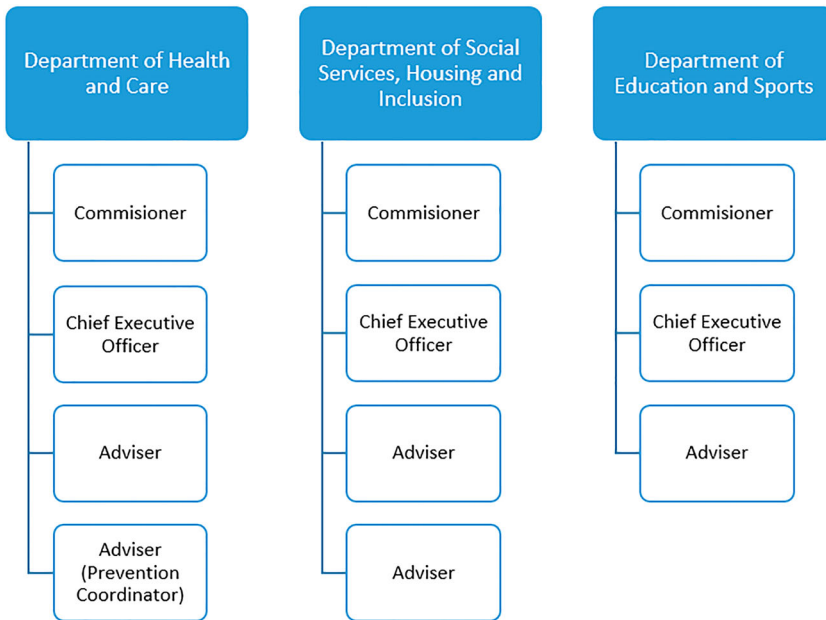 Department of Health
and Care
Commisioner
Chief Executive
Officer
Adviser
Adviser
(Prevention
Coordinator)
Department of Social
Services, Housing and
Inclusion
Commisioner
Chief Executive
Officer
Adviser
Adviser
Department of
Education and Sports
Commisioner
Chief Executive
Officer
Adviser